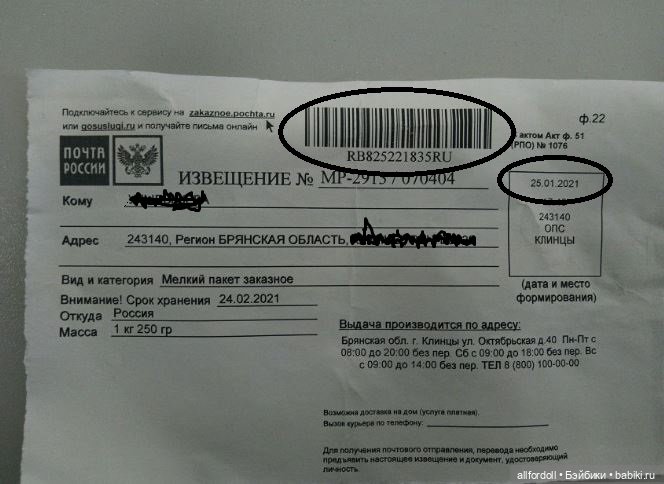 Подключайтесь к сервису на zakaznoe.pochta.ru
или gosuslugi.ru и получайте письма онлайн
ф.22
актом Акт ф. 51
(РПО) № 1076
RB825221835RU
ПОЧТА
РОССИИ
ИЗВЕЩЕНИЕ № МР-29157 070404
25.01.2021
243140
ОПС
КЛИНЦЫ
(дата и место
формирования)
Кому
Адрес 243140, Регион БРЯНСКАЯ ОБЛАСТЬ,
Вид и категория Мелкий пакет заказное
Внимание! Срок хранения 24.02.2021
Откуда Россия
Масса 1 кг 250 гр
Выдача производится по адресу:
Брянская обл. г. Клинцы ул. Октябрьская д.40 Пн-Пт с
08:00 до 20:00 без пер. Сб с 09:00 до 18:00 без пер. Вс
с 09:00 до 14:00 без пер. ТЕЛ 8 (800) 100-00-00
Возможна доставка на дом (услуга платная).
Вызов курьера по телефону:
Для получения почтового отправления, перевода необходимо
предъявить настоящее извещение и документ, удостоверяющий
личность.
allfordoll • Бэйбики • babiki.ru